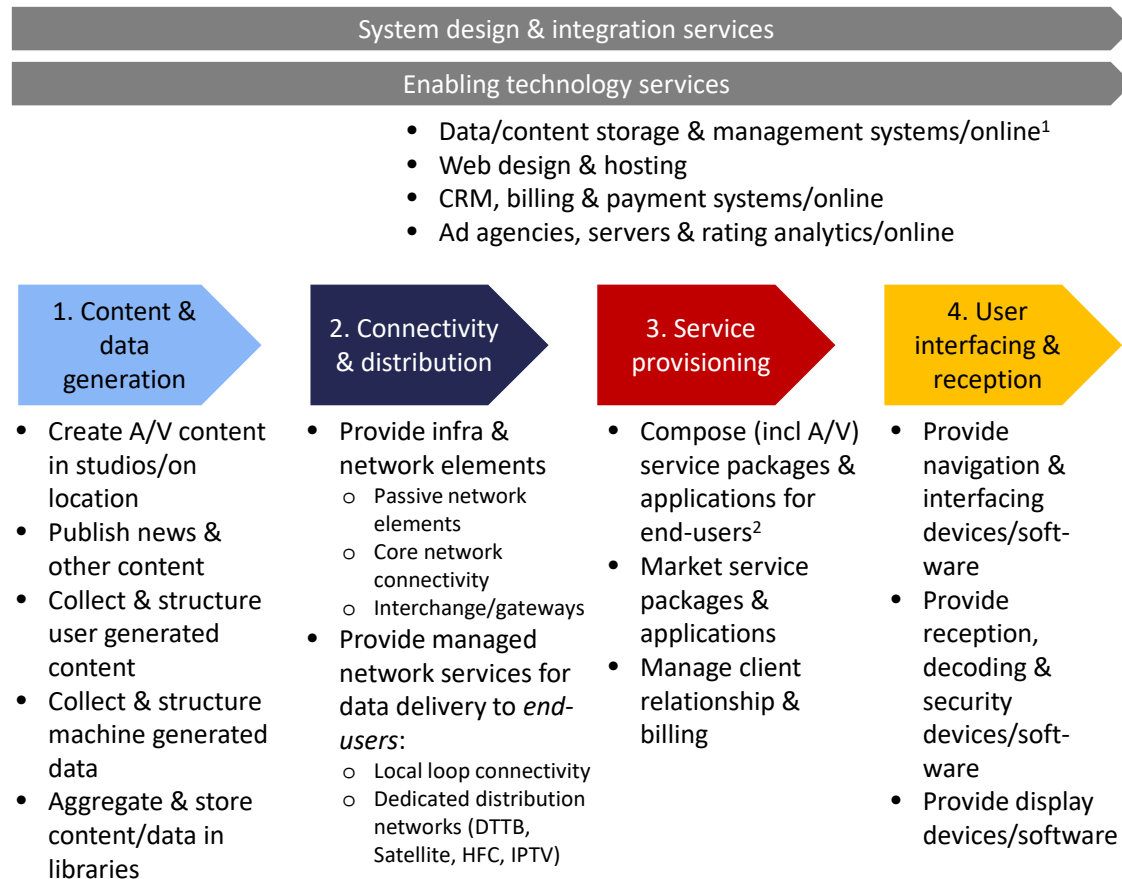 System design & integration services
Enabling technology services
• Data/content storage & management systems/online¹
• Web design & hosting
• CRM, billing & payment systems/online
• Ad agencies, servers & rating analytics/online
1. Content &
data
generation
• Create A/V content
in studios/on
location
• Publish news &
other content
• Collect & structure
user generated
content
• Collect & structure
machine generated
data
• Aggregate & store
content/data in
libraries
2. Connectivity
& distribution
• Provide infra &
network elements
o Passive network
elements
o Core network
connectivity
o Interchange/gateways
• Provide managed
network services for
data delivery to end-
users:
o Local loop connectivity
o Dedicated distribution
networks (DTTB,
Satellite, HFC, IPTV)
3. Service
provisioning
• Compose (incl A/V)
service packages &
applications for
end-users²
• Market service
packages &
applications
• Manage client
relationship &
billing
4. User
interfacing &
reception
• Provide
navigation &
interfacing
devices/soft-
ware
• Provide
reception,
decoding &
security
devices/soft-
ware
• Provide display
devices/software